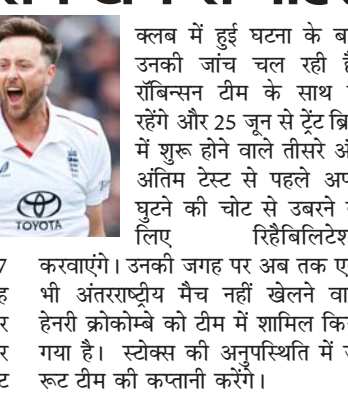 TOYOTA
क्लब में हुई घटना के
उनकी जांच चल रही
रॉबिन्सन टीम के साथ
रहेंगे और 25 जून से ट्रेंट
में शुरू होने वाले तीसरे
अंतिम टेस्ट से पहले
घुटने की चोट से उबरने
लिए
करवाएंगे। उनकी जगह पर अब तक
भी अंतरराष्ट्रीय मैच नहीं खेलने
हेनरी क्रोकोम्बे को टीम में शामिल
गया है। स्टोक्स की अनुपस्थिति में
रूट टीम की कप्तानी करेंगे।